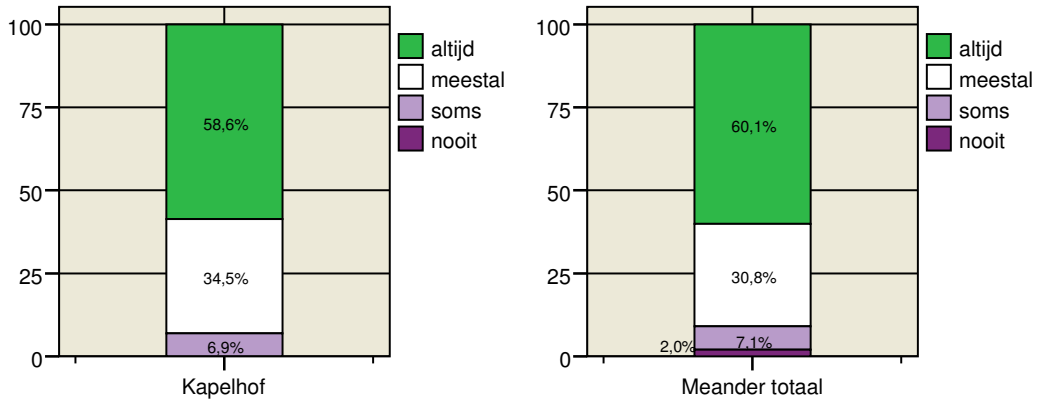 100
75
50
25
0
58,6%
34,5%
6,9%
Kapelhof
altijd
meestal
soms
nooit
100
75
50
25
0
60,1%
30,8%
7,1%
2,0%
Meander totaal
altijd
meestal
soms
nooit